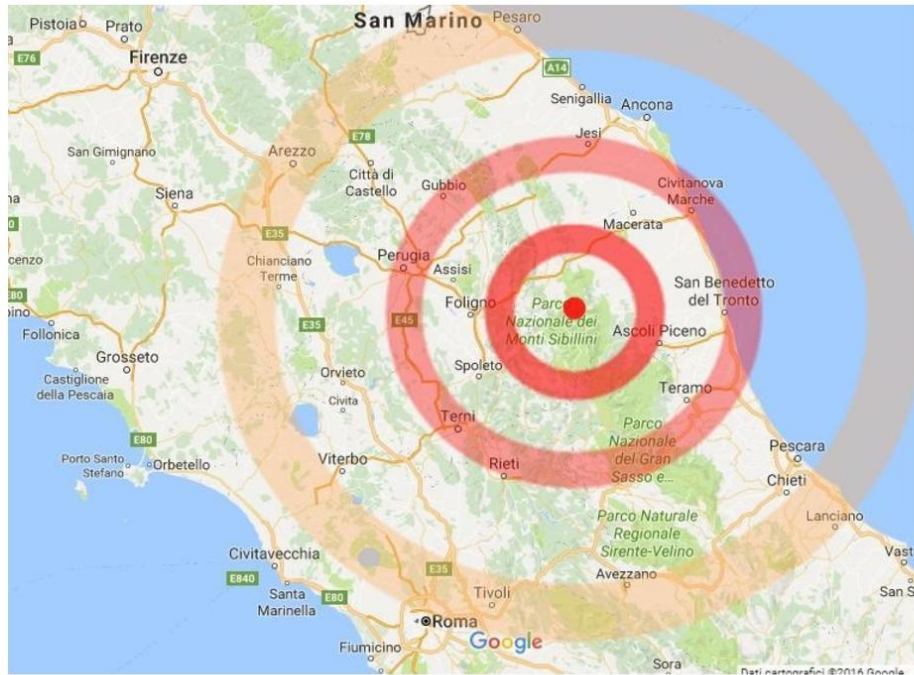 San Marino
Pesaro
Pistoia
Prato
E76
Firenze
A14
Senigallia
Ancona
E78
Jesi
San Gimignano
Arezzo
Città di
Castello
Gubbio
Civitanova
Marche
Siena
Macerata
E35
Perugia
Assisi
cenzo
Chianciano
Terme
San Benedetto
del Tronto
E80
Foligno
Parco
Nazionale dei
Monti Sibillini
E35
E45
Ascoli Piceno
Follonica
Grosseto
Spoleto
Orvieto
Castiglione
della Pescaia
Civita
Teramo
Terni
Parco
Nazionale
del Gran
Sasso e...
E80
Pescara
Porto Santo
Stefano
Orbetello
Viterbo
Rieti
Chieti
Parco Naturale
Regionale
Sirente-Velino
Lanciano
Civitavecchia
E35
Avezzano
Vast
E840
Santa
Marinella
E80
Tivoli
San S
Roma
Google
Fiumicino
Sora
Dati cartografici ©2016 Google